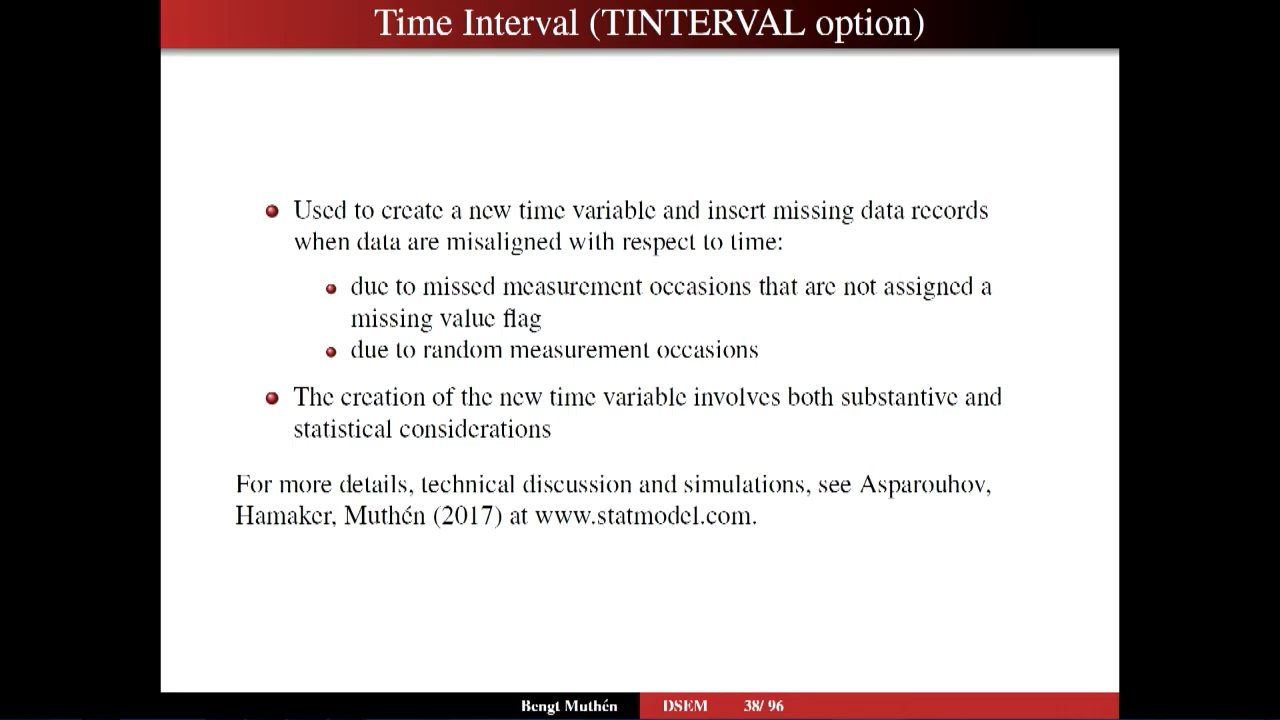 Time Interval (TINTERVAL option)
Used to create a new time variable and insert missing data records
when data are misaligned with respect to time:
due to missed measurement occasions that are not assigned a
missing value flag
due to random measurement occasions
The creation of the new time variable involves both substantive and
statistical considerations
For more details, technical discussion and simulations, see Asparouhov,
Hamaker, Muthén (2017) at www.statmodel.com.
Bengt Muthén DSEM 38/ 96